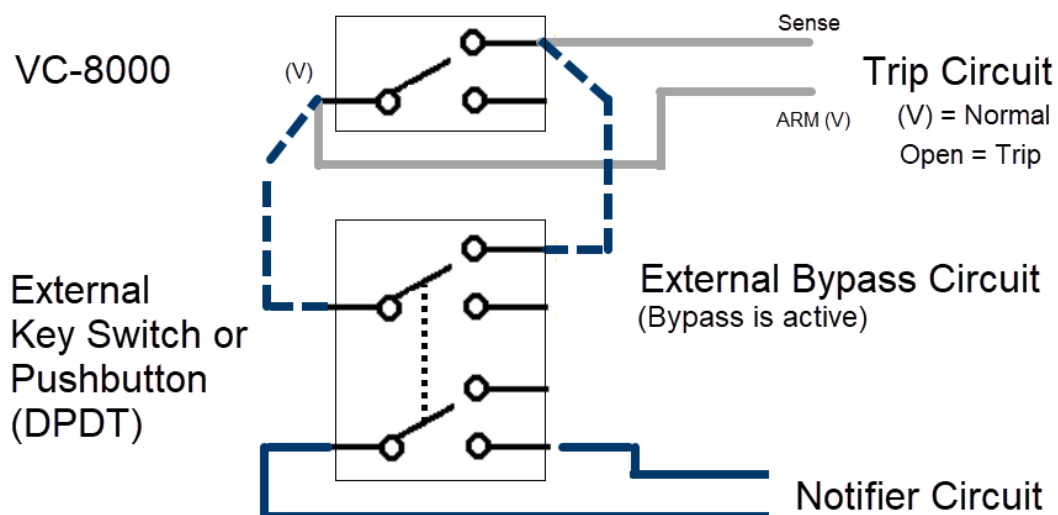 VC-8000
(V)
Sense
ARM (V)
Trip Circuit
(V) = Normal
Open = Trip
External
Key Switch or
Pushbutton
(DPDT)
External Bypass Circuit
(Bypass is active)
Notifier Circuit